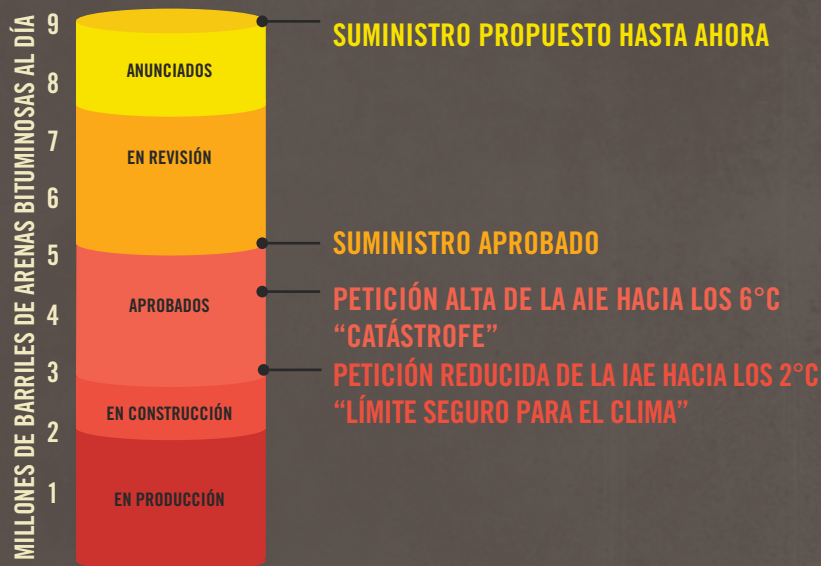 MILLONES DE BARRILES DE ARENAS BITUMINOSAS AL DÍA
9
8
7
6
5
4
3
2
1
ANUNCIADOS
EN REVISIÓN
APROBADOS
EN CONSTRUCCIÓN
EN PRODUCCIÓN
SUMINISTRO PROPUESTO HASTA AHORA
SUMINISTRO APROBADO
PETICIÓN ALTA DE LA AIE HACIA LOS 6°C
“CATÁSTROFE”
PETICIÓN REDUCIDA DE LA IAE HACIA LOS 2°C
“LÍMITE SEGURO PARA EL CLIMA”